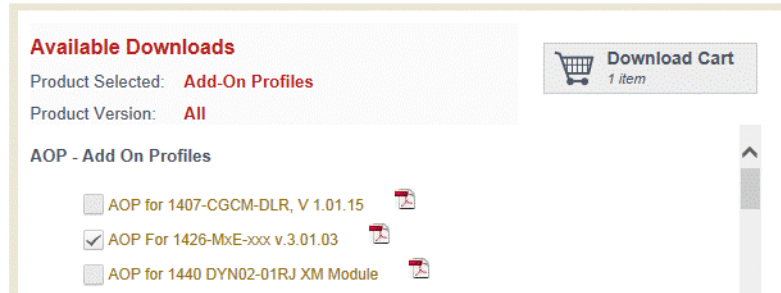 Available Downloads
Download Cart
1 item
Product Selected: Add-On Profiles
Product Version: All
AOP - Add On Profiles
AOP for 1407-CGCM-DLR, V 1.01.15
AOP For 1426-MxE-xxx v.3.01.03
AOP for 1440 DYN02-01RJ XM Module